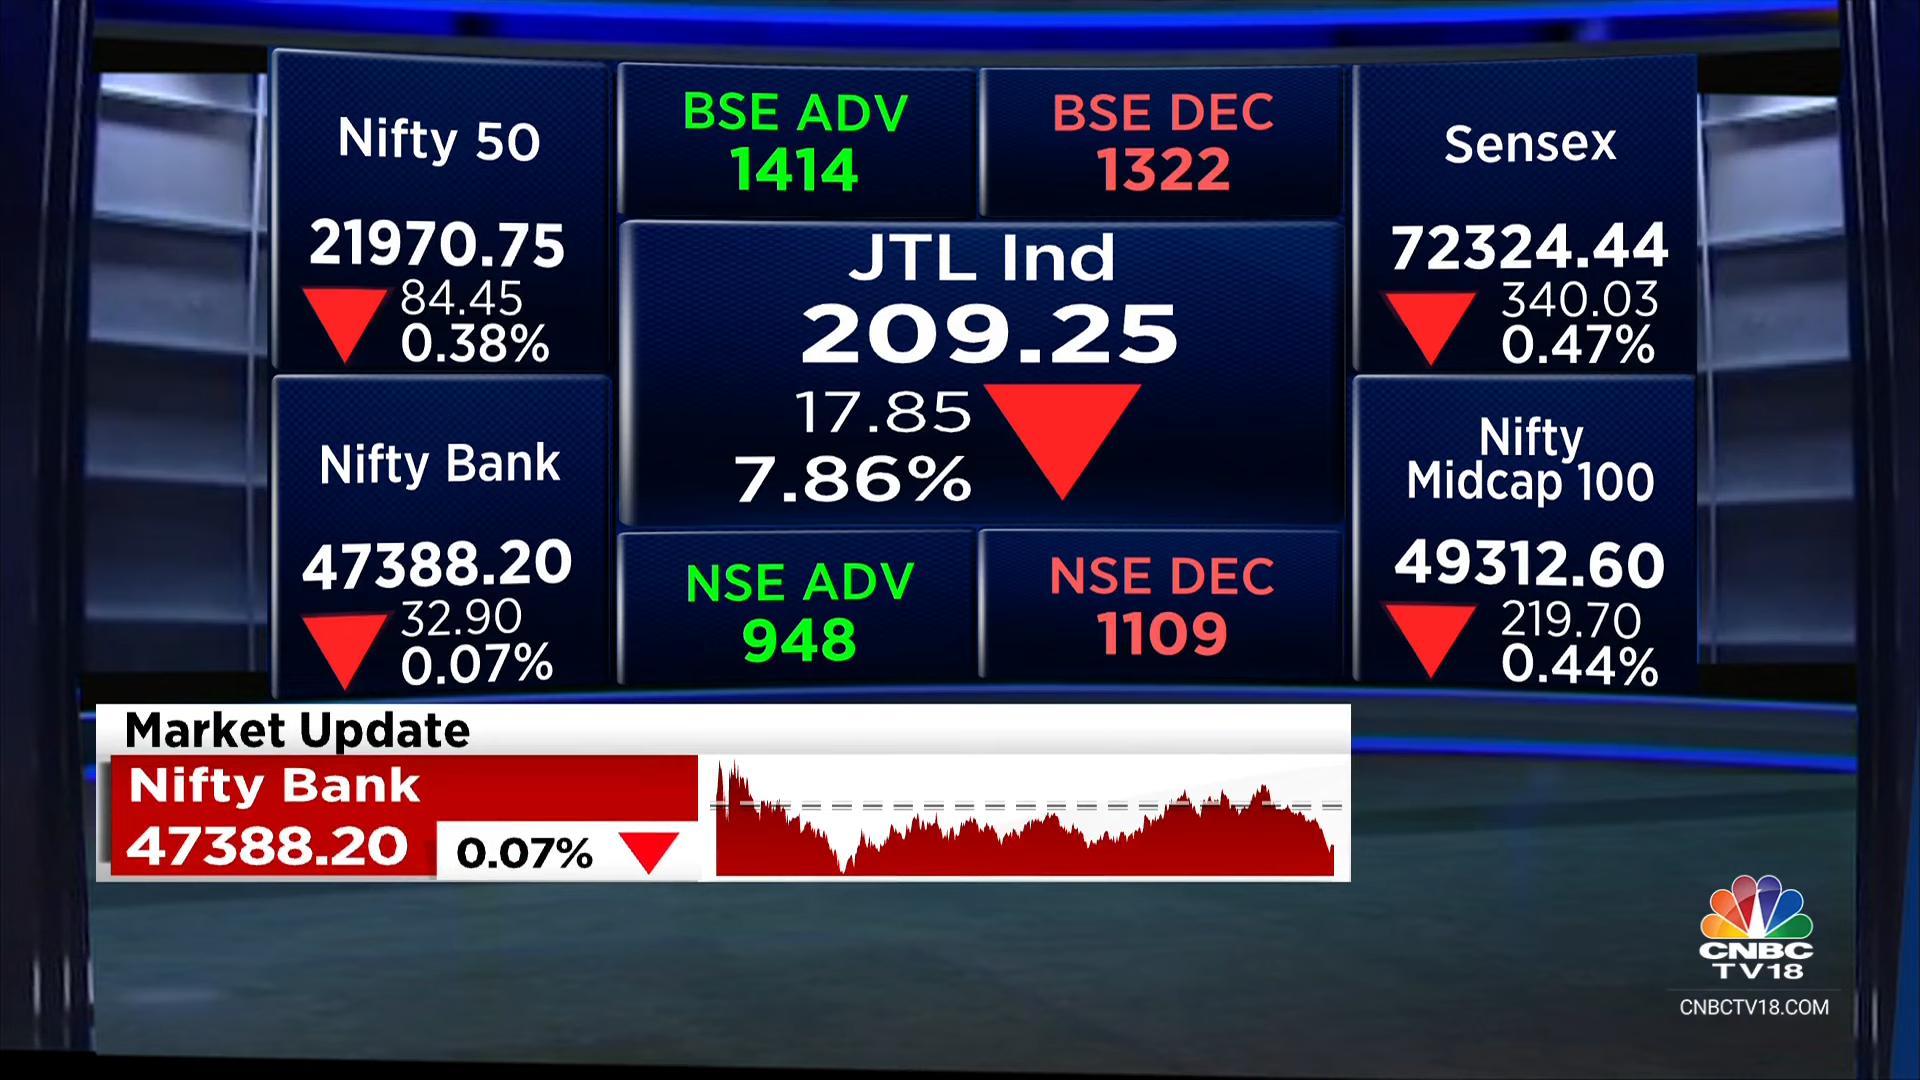 Nifty 50
21970.75
84.45
0.38%
BSE ADV
1414
BSE DEC
1322
Sensex
72324.44
340.03
0.47%
JTL Ind
209.25
17.85
7.86%
Nifty Bank
47388.20
32.90
0.07%
NSE ADV
948
NSE DEC
1109
Nifty
Midcap 100
49312.60
219.70
0.44%
Market Update
Nifty Bank
47388.20
0.07%
CNBC
TV18
CNBCTV18.COM